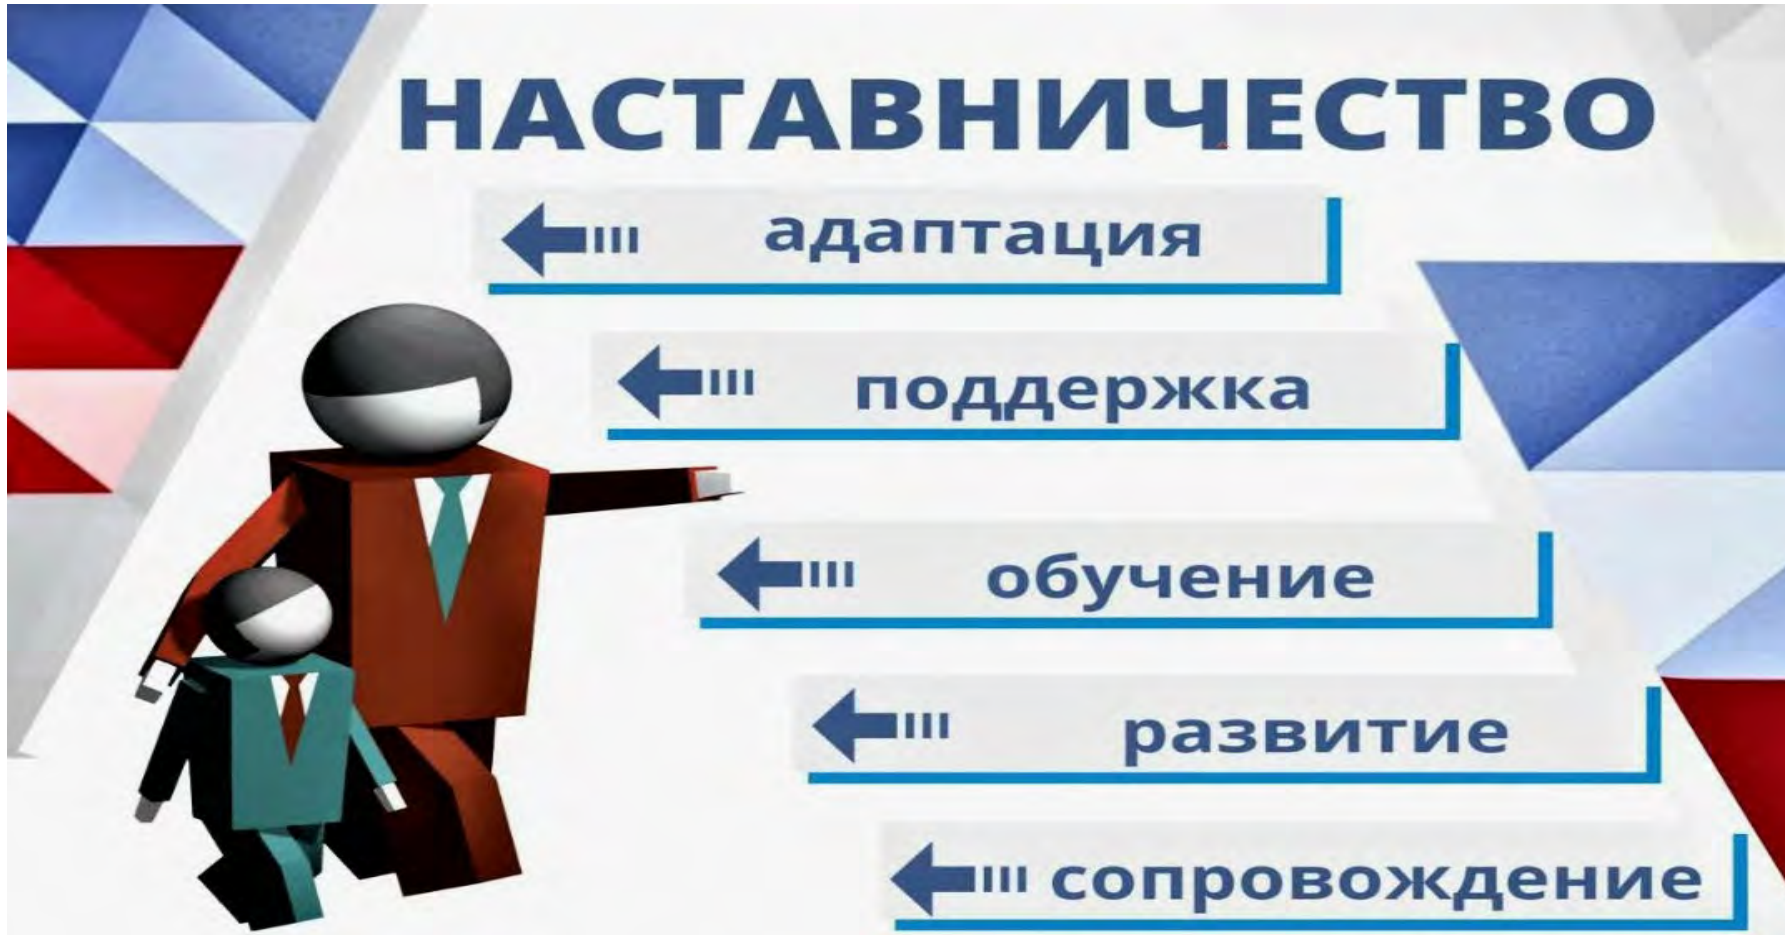 НАСТАВНИЧЕСТВО
адаптация
поддержка
обучение
развитие
сопровождение